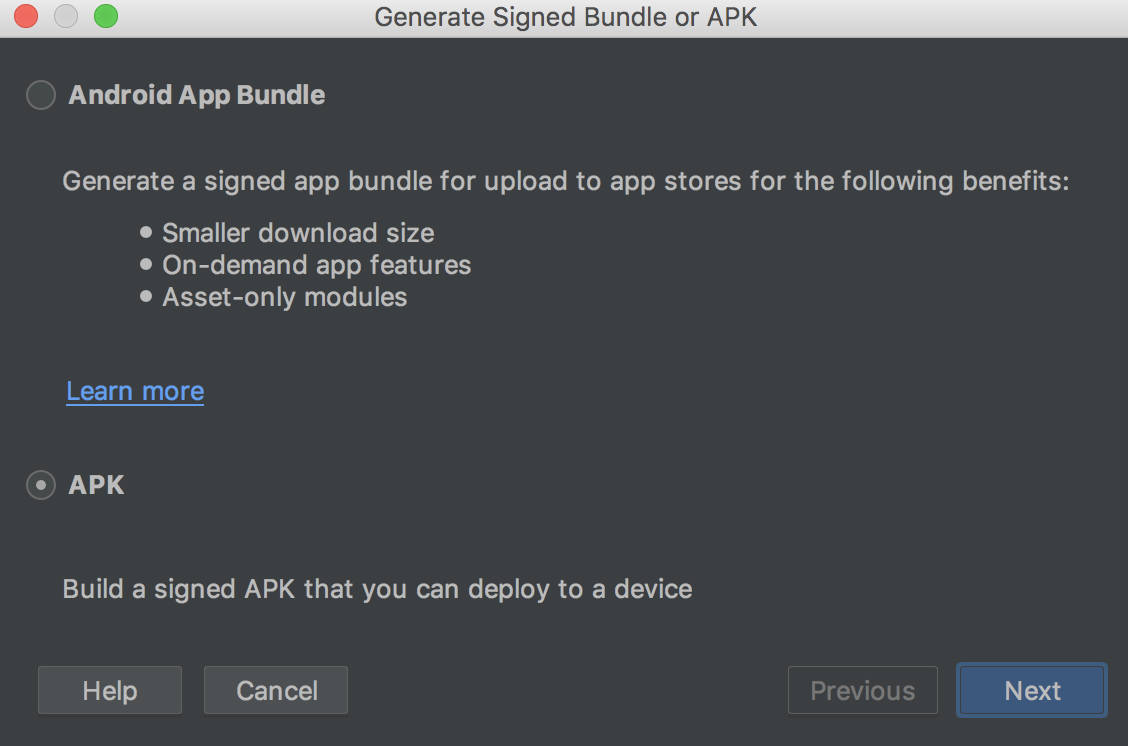 Generate Signed Bundle or APK
Android App Bundle
Generate a signed app bundle for upload to app stores for the following benefits:
• Smaller download size
• On-demand app features
• Asset-only modules
Learn more
APK
Build a signed APK that you can deploy to a device
Help Cancel Previous Next